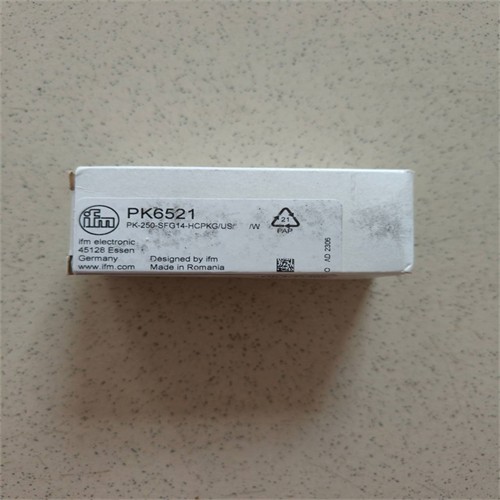 ifm
PK6521
PK-250-SFG14-HCPKG/US/ /W
ifm electronic
45128 Essen
Germany
www.ifm.com
Designed by ifm
Made in Romania
21
PAP
AD 2306